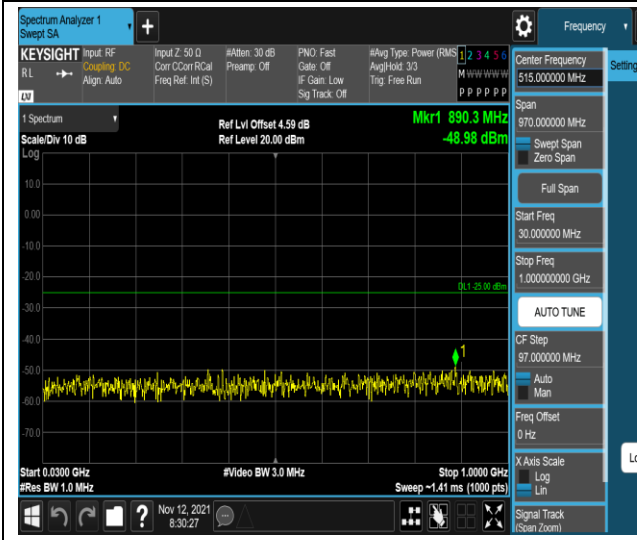 Spectrum Analyzer 1
Swept SA
+
Frequency
KEYSIGHT
RL
LXI
Input: RF
Coupling: DC
Align: Auto
Input Z: 50 Ω
Corr CCorr RCal
Freq Ref: Int (S)
#Atten: 30 dB
Preamp: Off
PNO: Fast
Gate: Off
IF Gain: Low
Sig Track: Off
#Avg Type: Power (RMS
Avg|Hold: 3/3
Trig: Free Run
1 2 3 4 5 6
M W W W W W
P P P P P P
1 Spectrum
Scale/Div 10 dB
Log
Ref Lvl Offset 4.59 dB
Ref Level 20.00 dBm
Mkr1 890.3 MHz
-48.98 dBm
10.0
0.00
-10.0
-20.0
DL1 -25.00 dBm
-30.0
-40.0
1
-50.0
-60.0
-70.0
Start 0.0300 GHz
#Res BW 1.0 MHz
#Video BW 3.0 MHz
Stop 1.0000 GHz
Sweep ~1.41 ms (1000 pts)
?
Nov 12, 2021
8:30:27
Center Frequency
515.000000 MHz
Settings
Span
970.000000 MHz
Swept Span
Zero Span
Full Span
Start Freq
30.000000 MHz
Stop Freq
1.000000000 GHz
AUTO TUNE
CF Step
97.000000 MHz
Auto
Man
Freq Offset
0 Hz
X Axis Scale
Log
Lin
Lo
Signal Track
(Span Zoom)